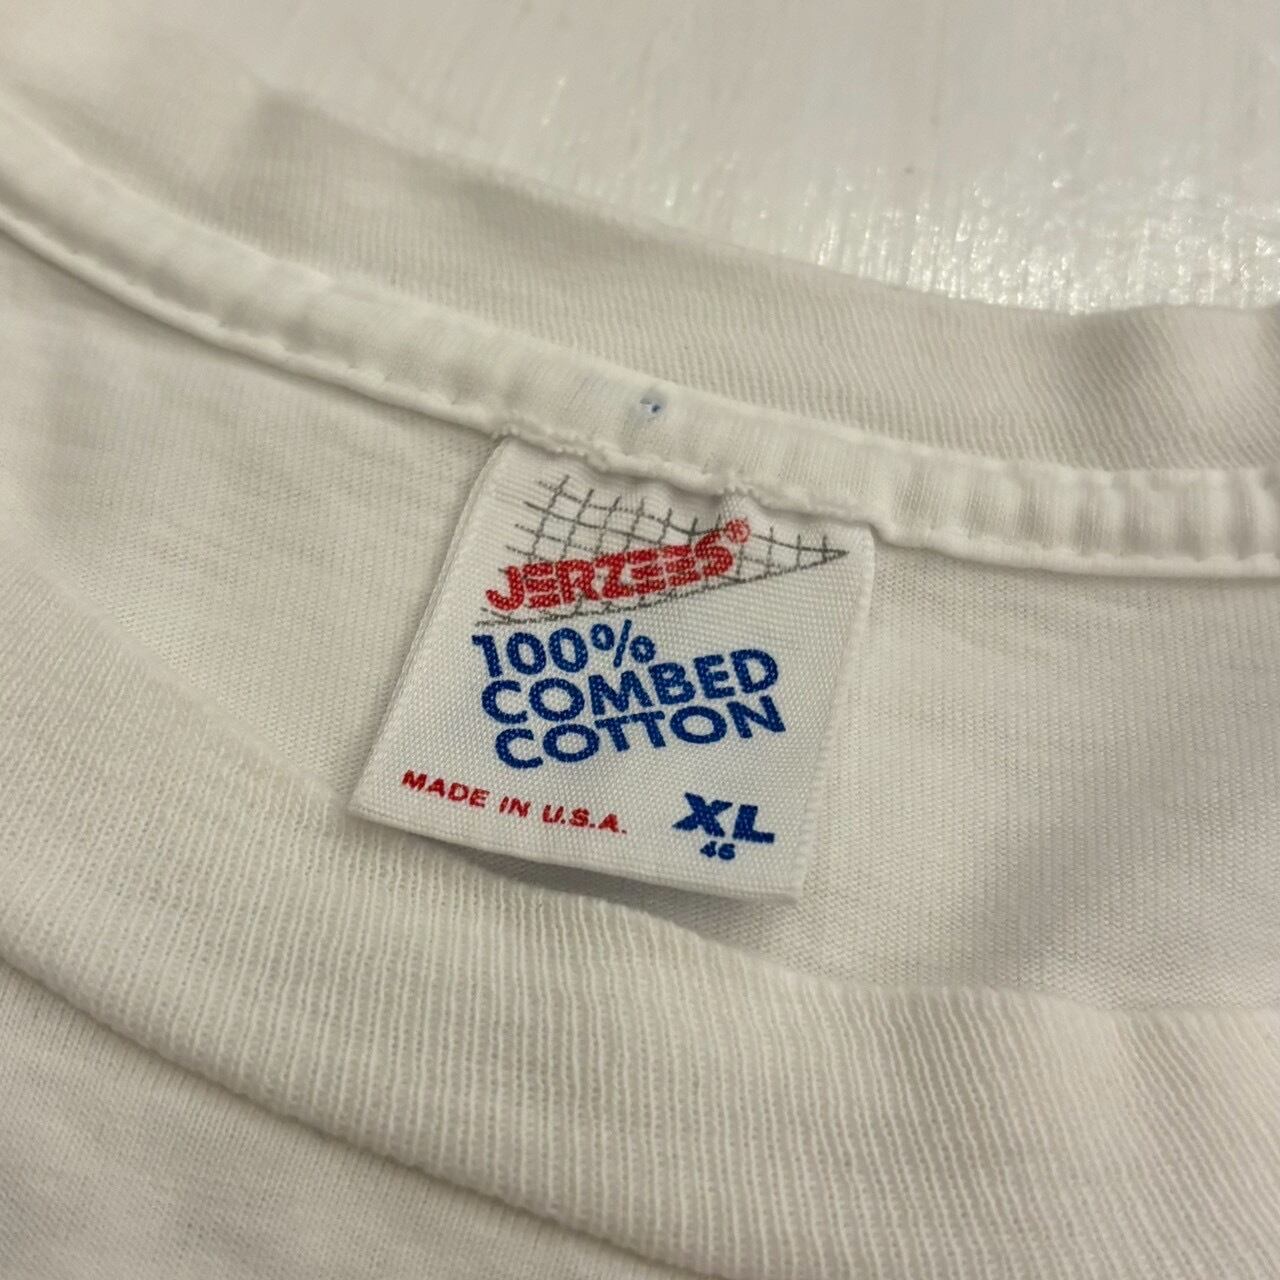 JERZEES®
100%
COMBED
COTTON
MADE IN U.S.A.
XL
46